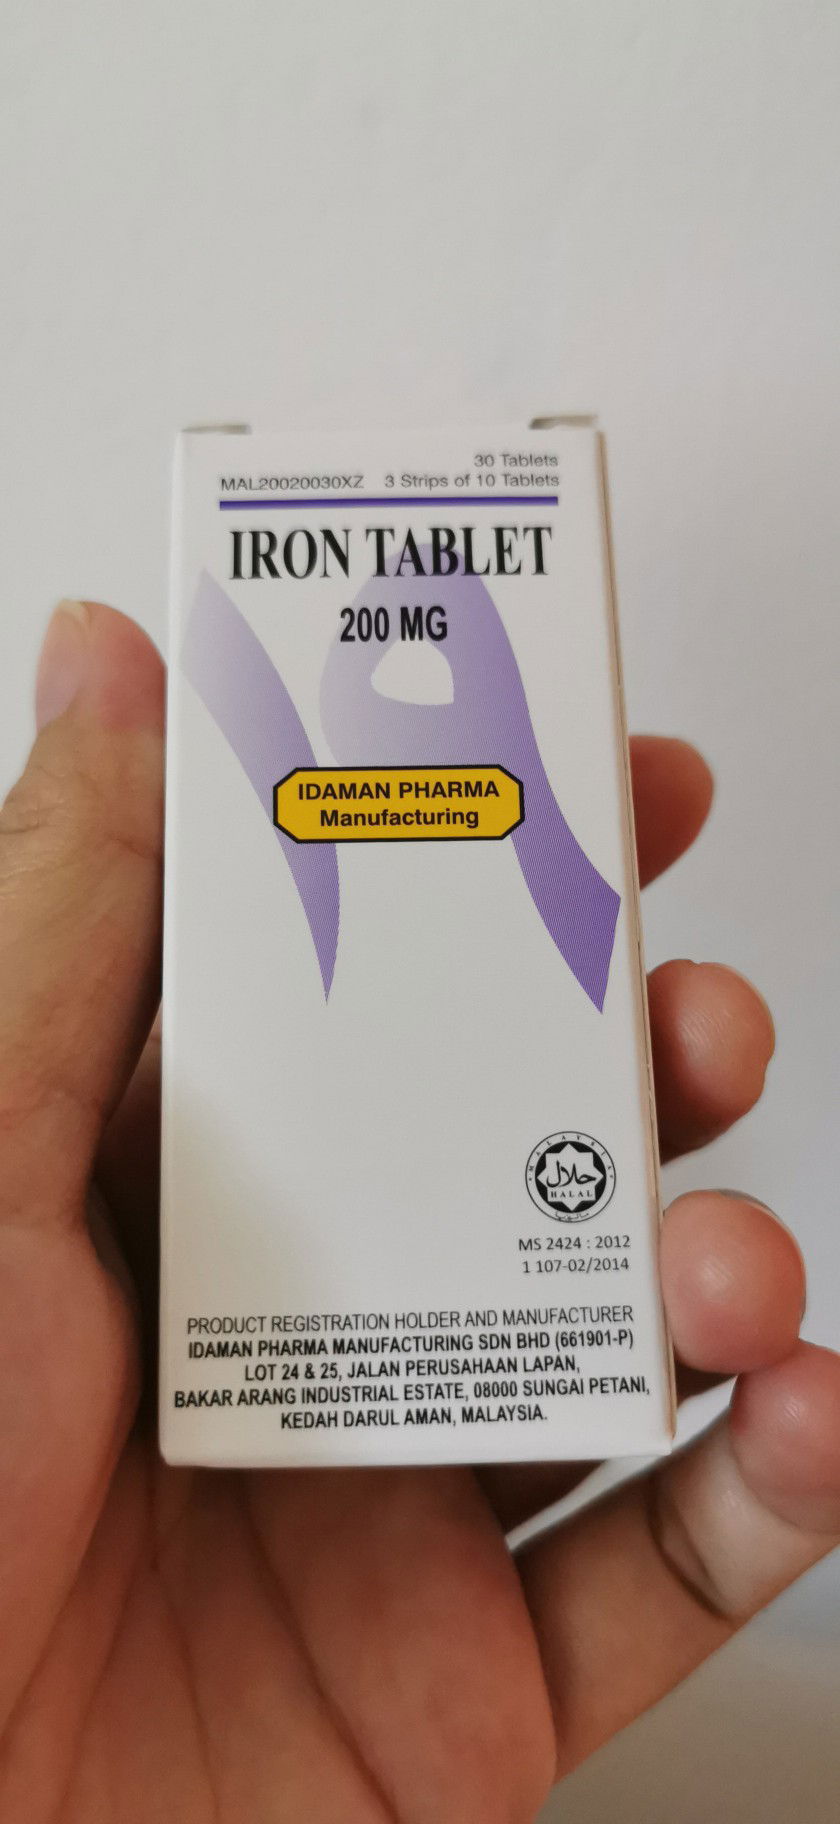 30 Tablets
MAL20020030XZ 3 Strips of 10 Tablets
IRON TABLET
200 MG
IDAMAN PHARMA
Manufacturing
MALAYSIA
حلال
HALAL
MS 2424 : 2012
1 107-02/2014
PRODUCT REGISTRATION HOLDER AND MANUFACTURER
IDAMAN PHARMA MANUFACTURING SDN BHD (661901-P)
LOT 24 & 25, JALAN PERUSAHAAN LAPAN,
BAKAR ARANG INDUSTRIAL ESTATE, 08000 SUNGAI PETANI,
KEDAH DARUL AMAN, MALAYSIA.